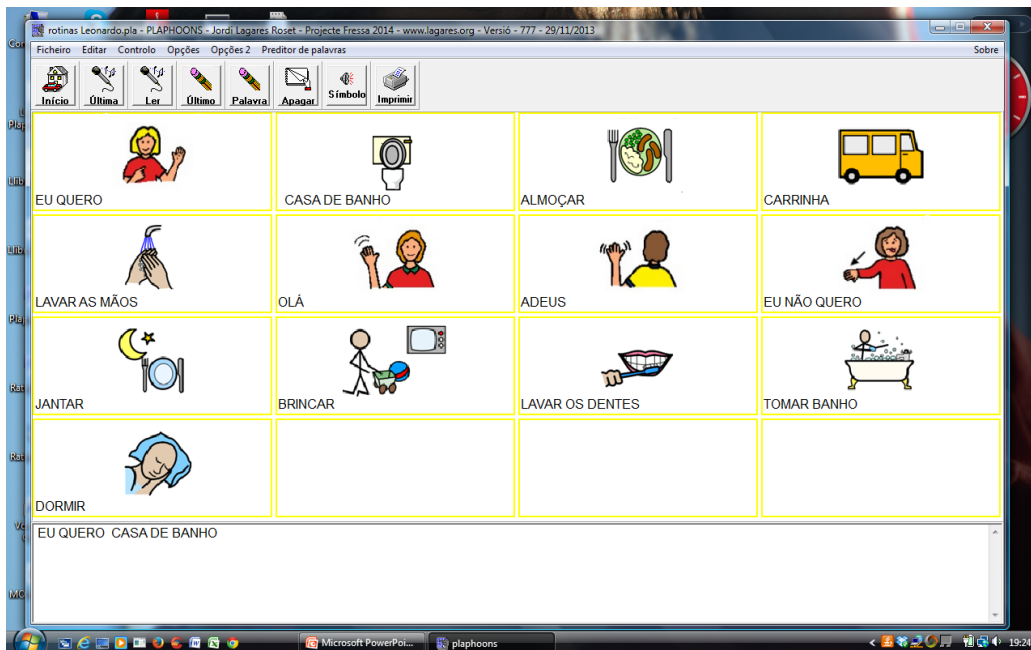 rotinas Leonardo.pla - PLAPHOONS - Jordi Lagares Roset - Projecte Fressa 2014 - www.lagares.org - Versió - 777 - 29/11/2013
Ficheiro Editar Controlo Opções Opções 2 Preditor de palavras Sobre
Início Última Ler Último Palavra Apagar Símbolo Imprimir
EU QUERO CASA DE BANHO ALMOÇAR CARRINHA
LAVAR AS MÃOS OLÁ ADEUS EU NÃO QUERO
JANTAR BRINCAR LAVAR OS DENTES TOMAR BANHO
DORMIR
EU QUERO CASA DE BANHO
Microsoft PowerPoi... plaphoons 19:24